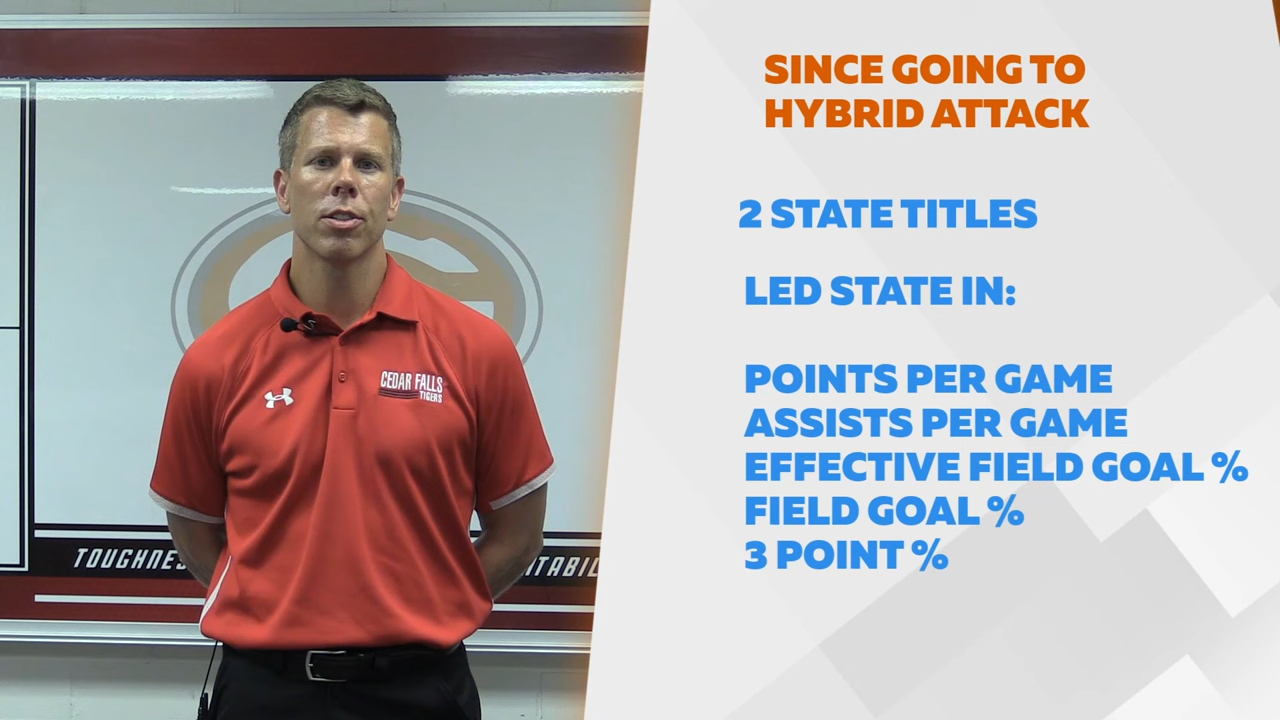 SINCE GOING TO
HYBRID ATTACK
2 STATE TITLES
LED STATE IN:
POINTS PER GAME
ASSISTS PER GAME
EFFECTIVE FIELD GOAL %
FIELD GOAL %
3 POINT %
CEDAR FALLS
TIGERS